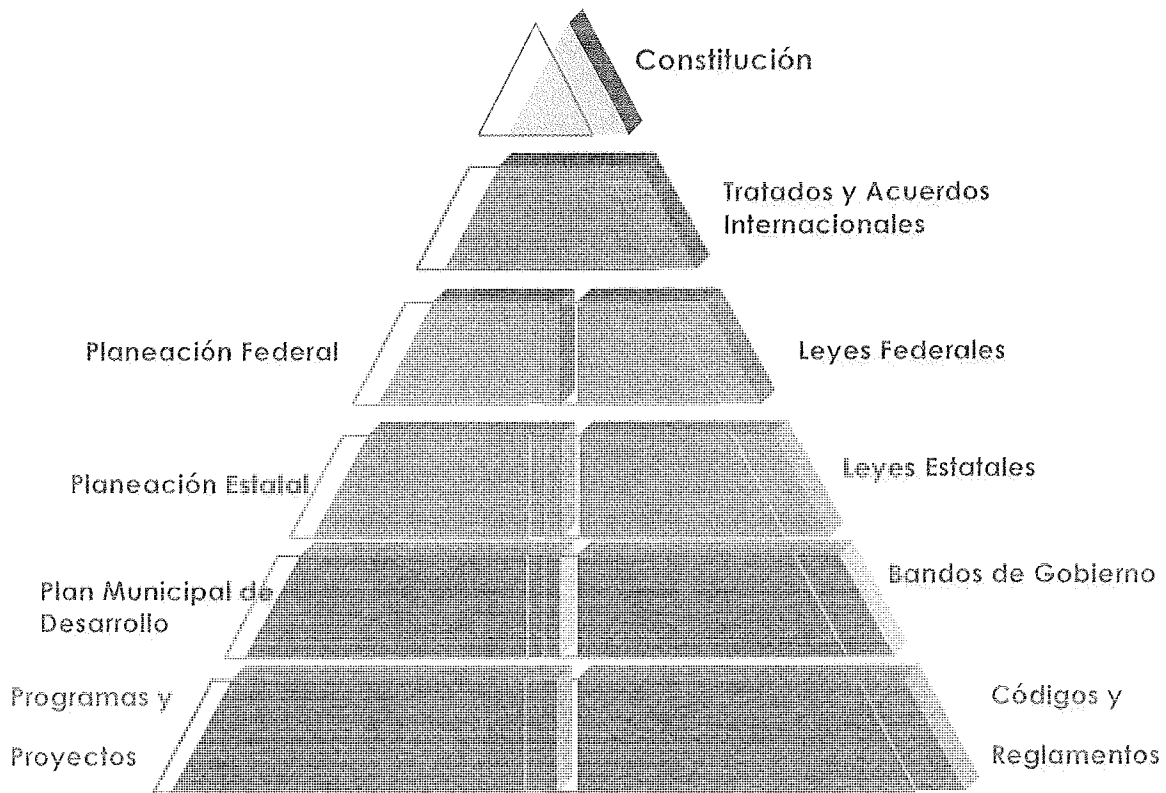 Constitución
Tratados y Acuerdos
Internacionales
Planeación Federal
Leyes Federales
Planeación Estatal
Leyes Estatales
Plan Municipal de
Desarrollo
Bandos de Gobierno
Programas y
Proyectos
Códigos y
Reglamentos